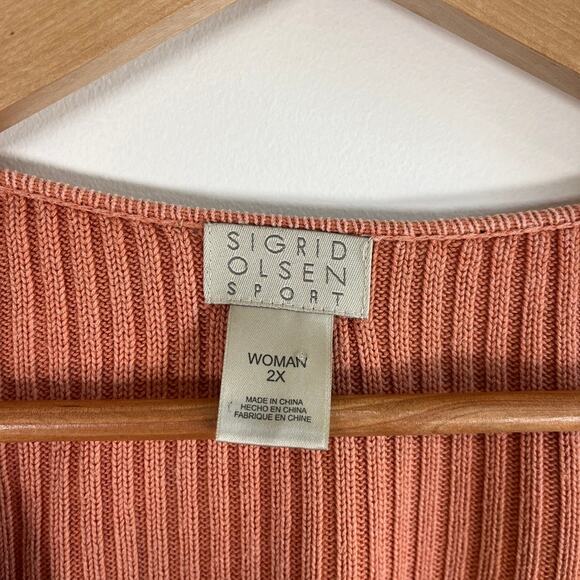 SIGRID
OLSEN
SPORT
WOMAN
2X
MADE IN CHINA
HECHO EN CHINA
FABRIQUE EN CHINE